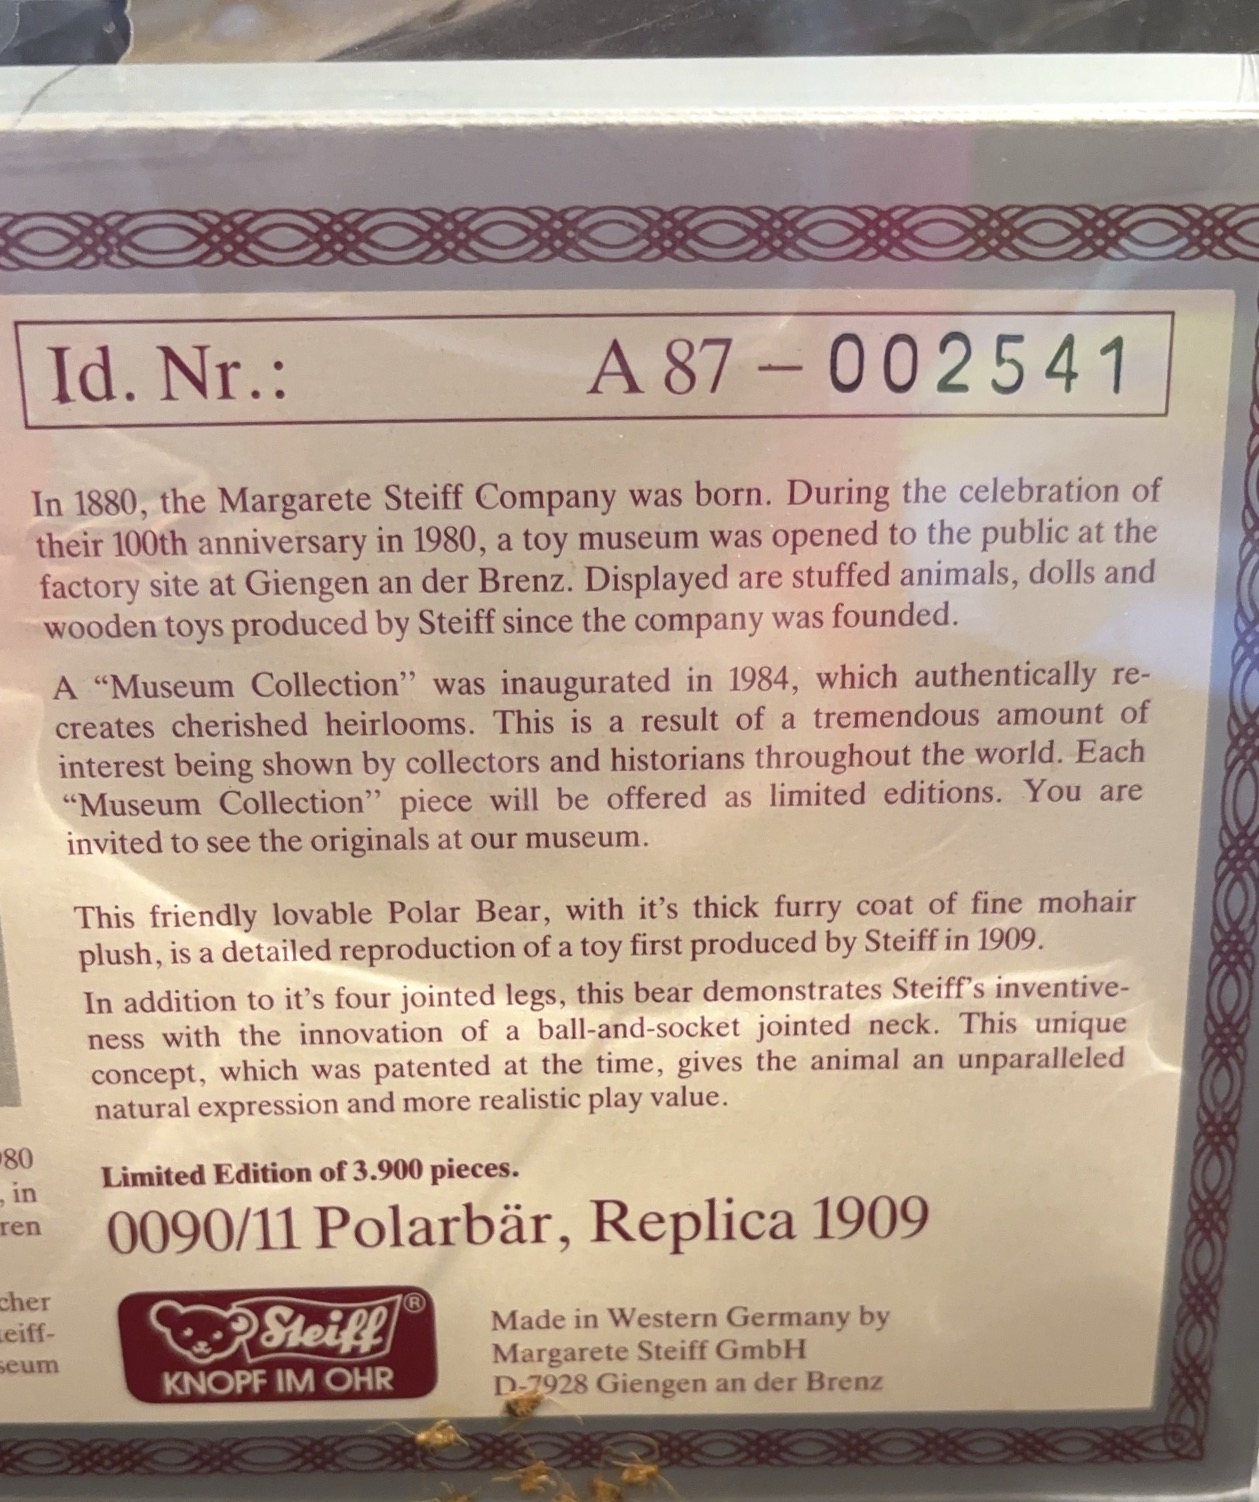 Id. Nr.: A 87 – 002541
In 1880, the Margarete Steiff Company was born. During the celebration of
their 100th anniversary in 1980, a toy museum was opened to the public at the
factory site at Giengen an der Brenz. Displayed are stuffed animals, dolls and
wooden toys produced by Steiff since the company was founded.
A “Museum Collection” was inaugurated in 1984, which authentically re-
creates cherished heirlooms. This is a result of a tremendous amount of
interest being shown by collectors and historians throughout the world. Each
“Museum Collection” piece will be offered as limited editions. You are
invited to see the originals at our museum.
This friendly lovable Polar Bear, with it’s thick furry coat of fine mohair
plush, is a detailed reproduction of a toy first produced by Steiff in 1909.
In addition to it’s four jointed legs, this bear demonstrates Steiff’s inventive-
ness with the innovation of a ball-and-socket jointed neck. This unique
concept, which was patented at the time, gives the animal an unparalleled
natural expression and more realistic play value.
Limited Edition of 3.900 pieces.
0090/11 Polarbär, Replica 1909
Steiff ®
KNOPF IM OHR
Made in Western Germany by
Margarete Steiff GmbH
D-7928 Giengen an der Brenz
80
, in
ren
cher
teiff-
seum